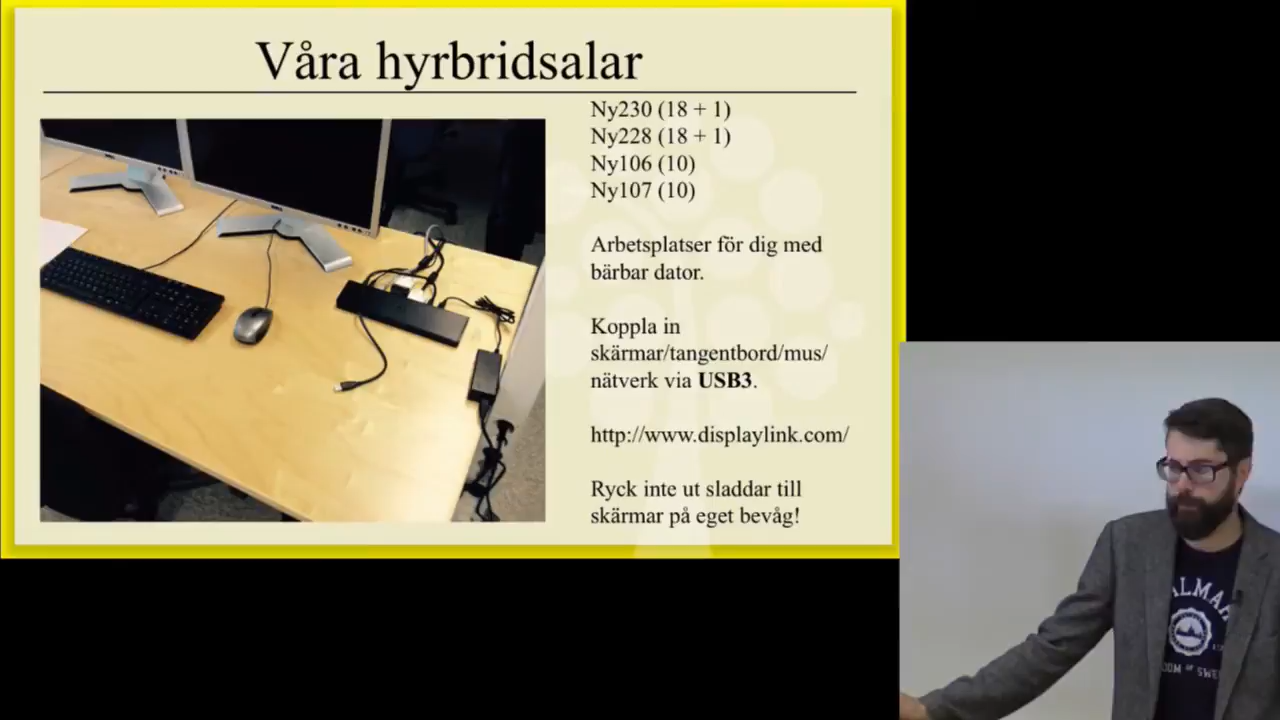 Våra hyrbridsalar
Ny230 (18 + 1)
Ny228 (18 + 1)
Ny106 (10)
Ny107 (10)
Arbetsplatser för dig med
bärbar dator.
Koppla in
skärmar/tangentbord/mus/
nätverk via USB3.
http://www.displaylink.com/
Ryck inte ut sladdar till
skärmar på eget bevåg!